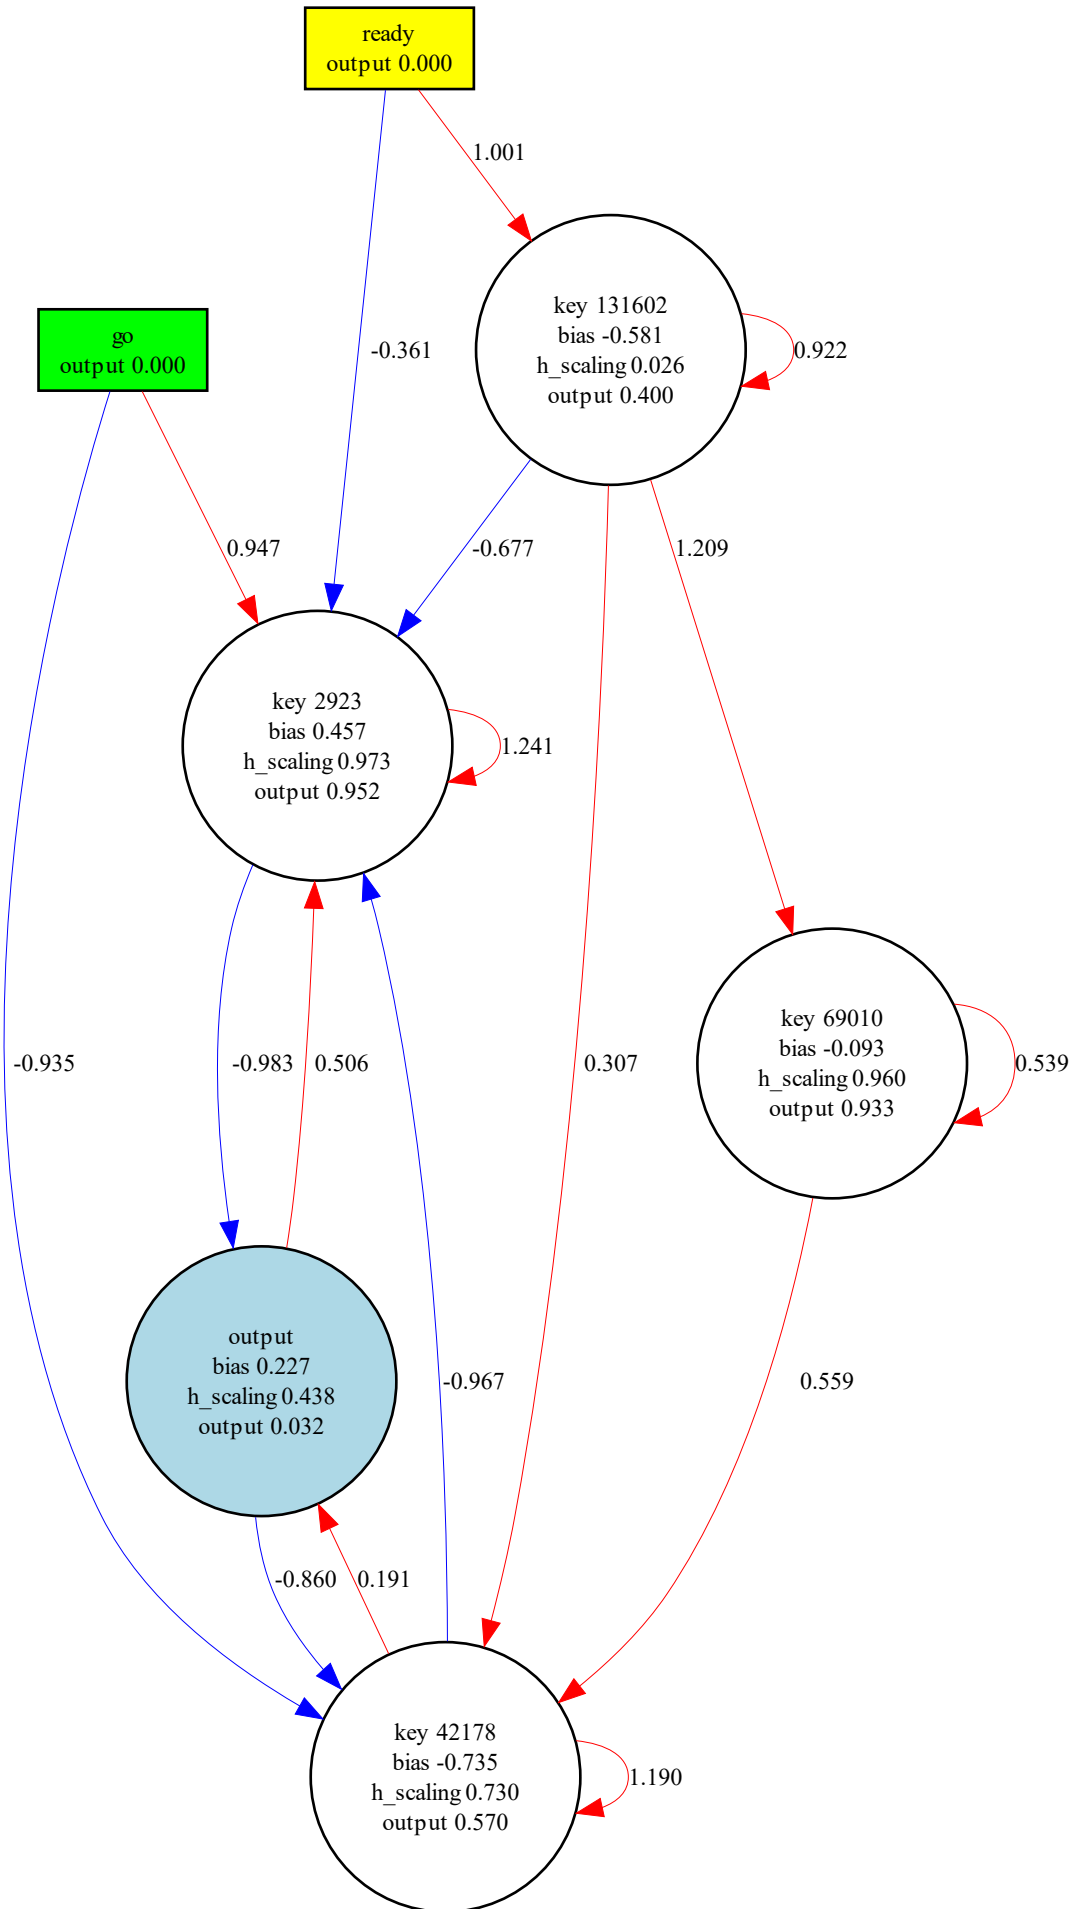 ready
output 0.000
1.001
key 131602
bias -0.581
h_scaling 0.026
output 0.400
0.922
go
output 0.000
-0.361
0.947
-0.677
1.209
key 2923
bias 0.457
h_scaling 0.973
output 0.952
1.241
key 69010
bias -0.093
h_scaling 0.960
output 0.933
0.539
-0.935
-0.983
0.506
0.307
output
bias 0.227
h_scaling 0.438
output 0.032
-0.967
0.559
-0.860
0.191
key 42178
bias -0.735
h_scaling 0.730
output 0.570
1.190